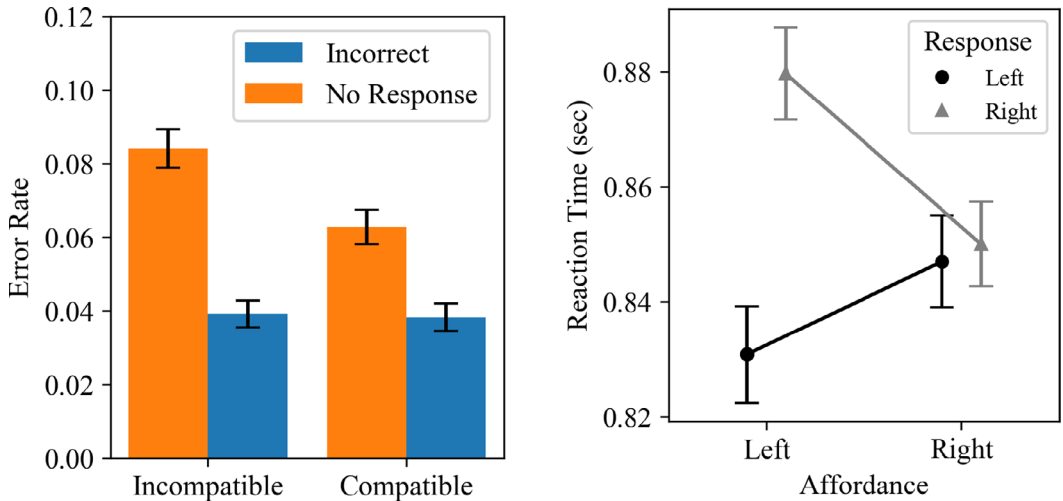 Error Rate
0.12
0.10
0.08
0.06
0.04
0.02
0.00
Incorrect
No Response
Incompatible
Compatible
Reaction Time (sec)
0.88
0.86
0.84
0.82
Response
Left
Right
Left
Right
Affordance